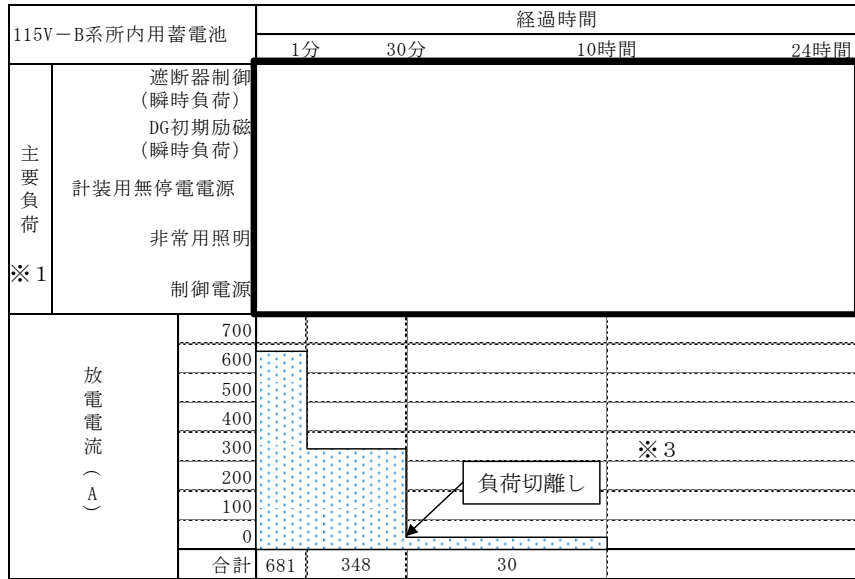 115V－B系所内用蓄電池
経過時間
1分 30分 10時間 24時間
主要負荷
※１
遮断器制御
(瞬時負荷)
DG初期励磁
(瞬時負荷)
計装用無停電電源
非常用照明
制御電源
放電電流（A）
700
600
500
400
300
200
100
0
※３
負荷切離し
合計 681 348 30